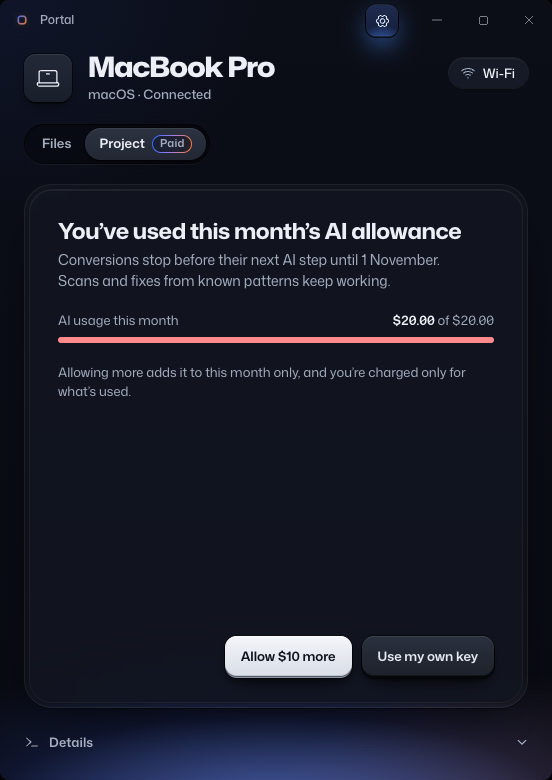 Portal
MacBook Pro
macOS · Connected
Wi-Fi
Files
Project
Paid
You’ve used this month’s AI allowance
Conversions stop before their next AI step until 1 November.
Scans and fixes from known patterns keep working.
AI usage this month
$20.00 of $20.00
Allowing more adds it to this month only, and you’re charged only for
what’s used.
Allow $10 more
Use my own key
Details